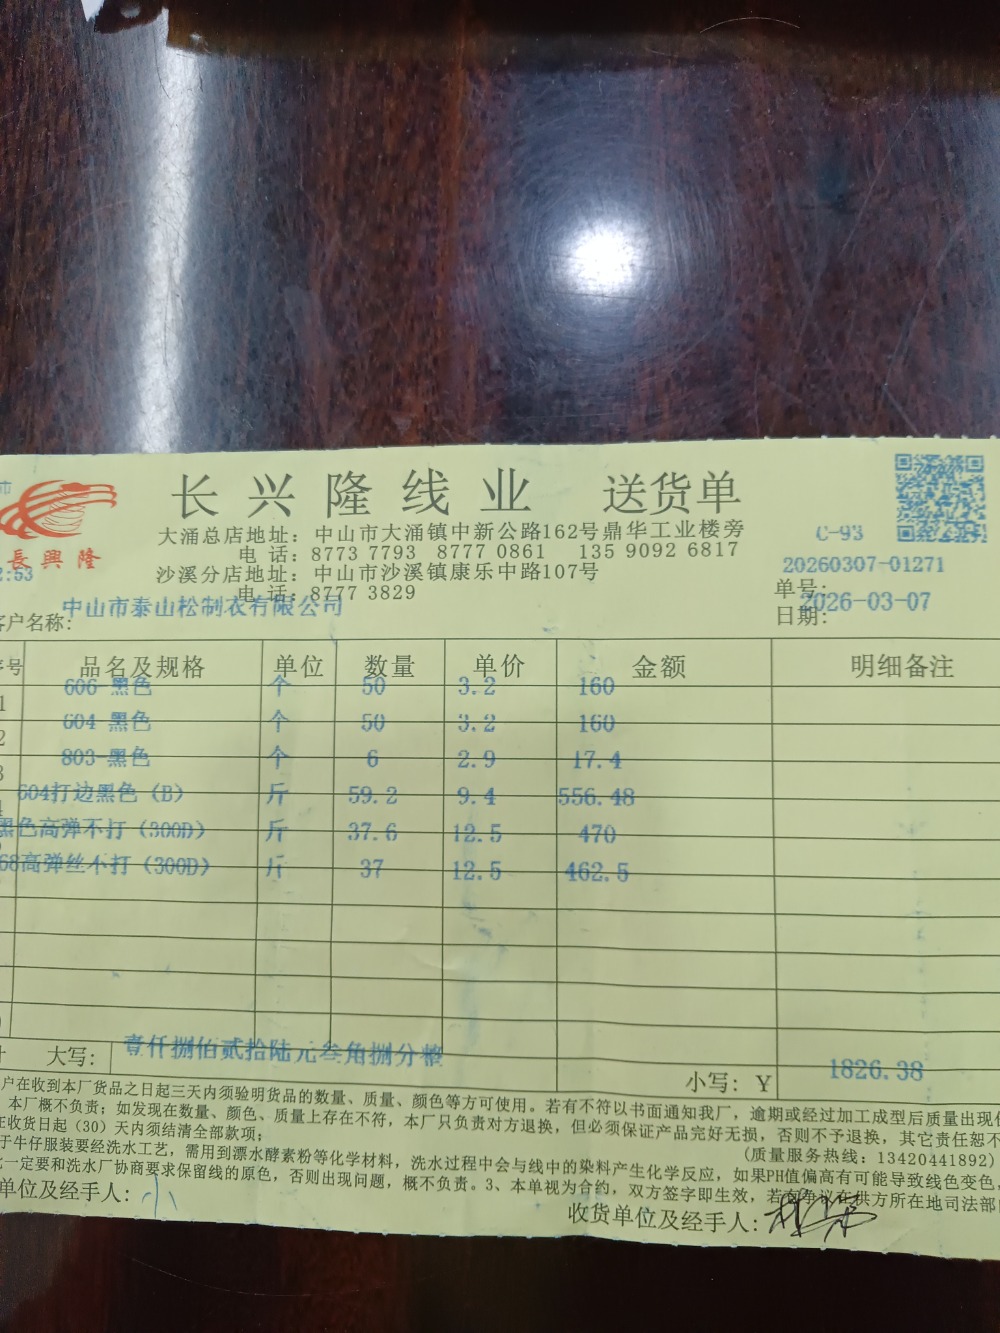 市
長興隆
2:53
长兴隆线业 送货单
大涌总店地址：中山市大涌镇中新公路162号鼎华工业楼旁
电 话：8773 7793 8777 0861 135 9092 6817
沙溪分店地址：中山市沙溪镇康乐中路107号
电 话：8777 3829
C-93
单号：20260307-01271
日期：2026-03-07
客户名称：中山市泰山松制衣有限公司
序号 品名及规格 单位 数量 单价 金额 明细备注
1 606 黑色 个 50 3.2 160
2 604 黑色 个 50 3.2 160
3 803 黑色 个 6 2.9 17.4
604打边黑色（B） 斤 59.2 9.4 556.48
黑色高弹不打（300D） 斤 37.6 12.5 470
68高弹丝不打（300D） 斤 37 12.5 462.5
大写：壹仟捌佰贰拾陆元叁角捌分整 小写：Y 1826.38
户在收到本厂货品之日起三天内须验明货品的数量、质量、颜色等方可使用。若有不符以书面通知我厂，逾期或经过加工成型后质量出现
本厂概不负责；如发现在数量、颜色、质量上存在不符，本厂只负责对方退换，但必须保证产品完好无损，否则不予退换，其它责任恕不
在收货日起（30）天内须结清全部款项； (质量服务热线：13420441892)
于牛仔服装要经洗水工艺，需用到漂水酵素粉等化学材料，洗水过程中会与线中的染料产生化学反应，如果PH值偏高有可能导致线色变色，
一定要和洗水厂协商要求保留线的原色，否则出现问题，概不负责。3、本单视为合约，双方签字即生效，若有争议在供方所在地司法部
单位及经手人：小
收货单位及经手人：